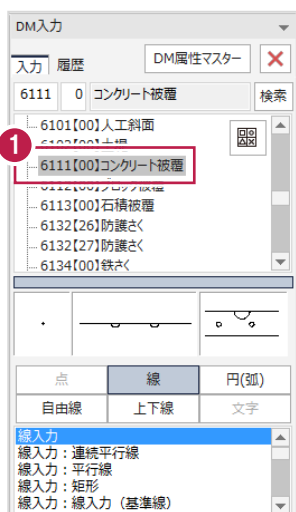 DM入力
入力 履歴 DM属性マスター
6111 0 コンクリート被覆 検索
6101【00】人工斜面
1
6111【00】コンクリート被覆
6113【00】石積被覆
6132【26】防護さく
6132【27】防護さく
6134【00】鉄さく
点 線 円(弧)
自由線 上下線 文字
線入力
線入力：連続平行線
線入力：平行線
線入力：矩形
線入力：線入力（基準線）